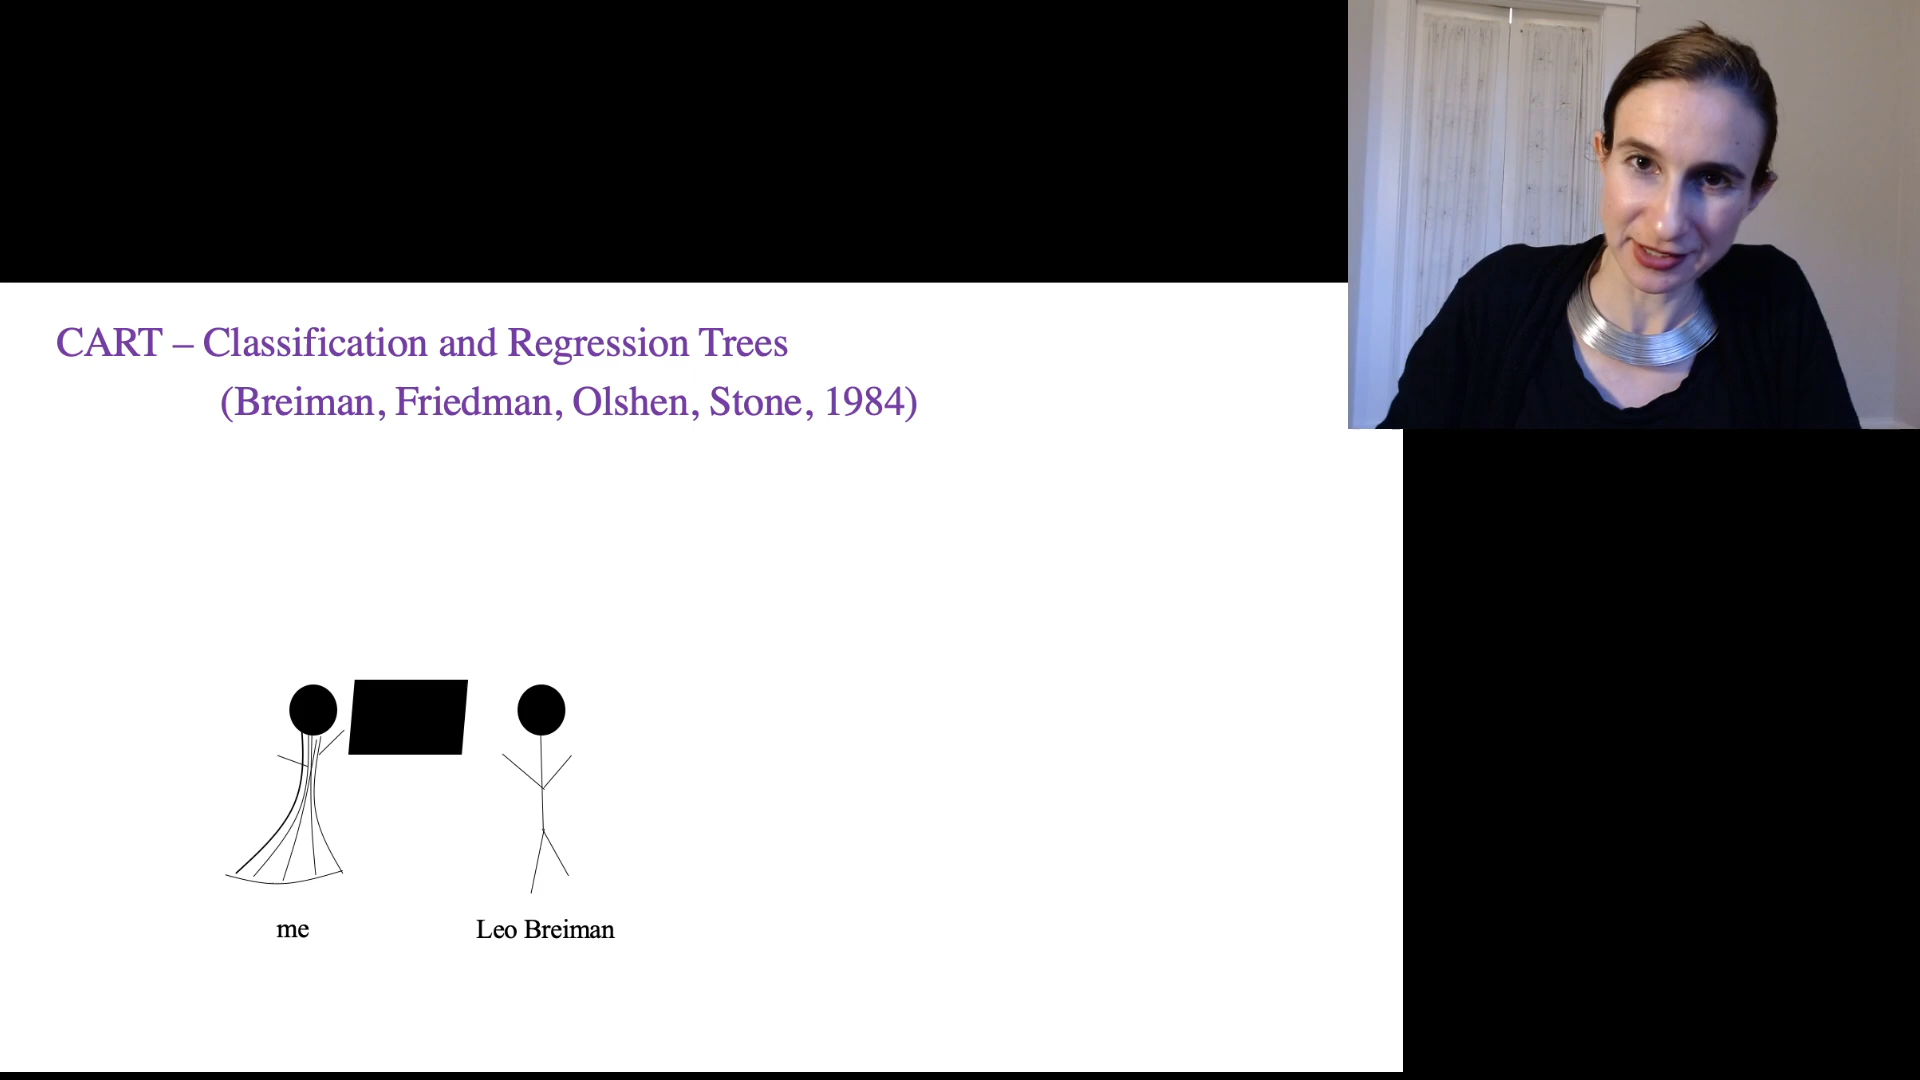 CART – Classification and Regression Trees
(Breiman, Friedman, Olshen, Stone, 1984)
me
Leo Breiman